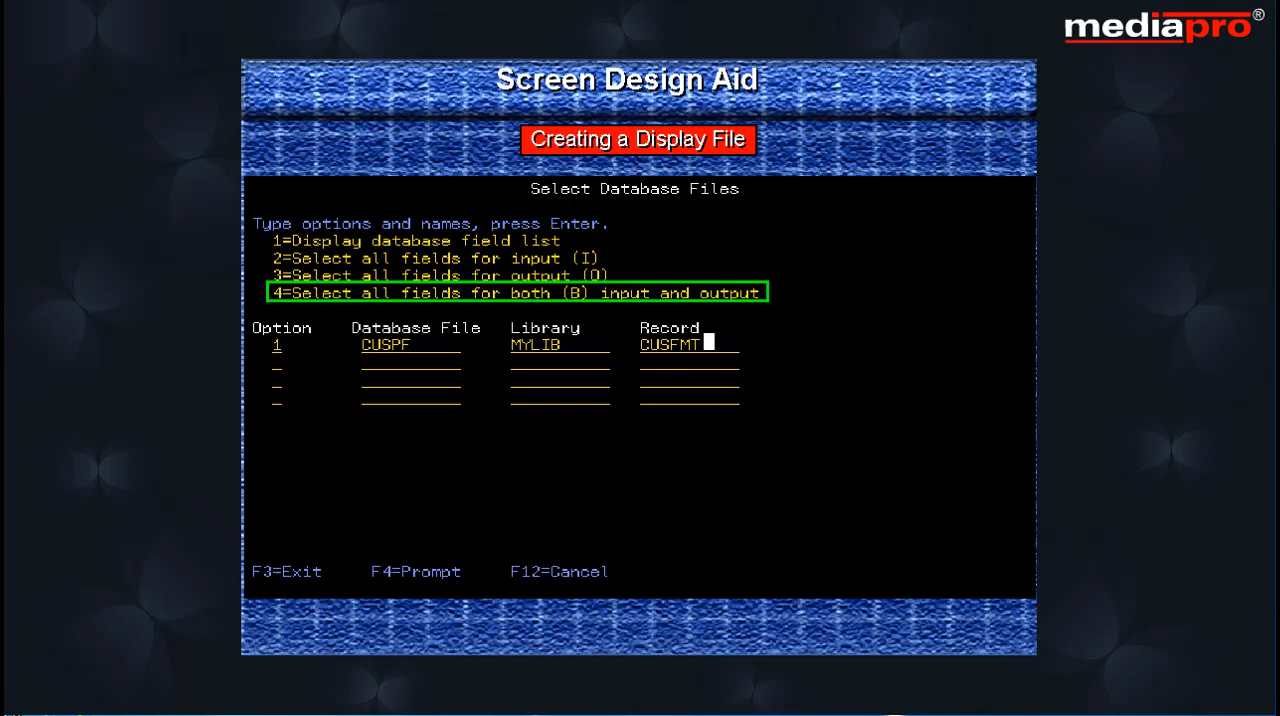 mediapro®
Screen Design Aid
Creating a Display File
Select Database Files
Type options and names, press Enter.
1=Display database field list
2=Select all fields for input (I)
3=Select all fields for output (O)
4=Select all fields for both (B) input and output
Option Database File Library Record
1 CUSPF MYLIB CUSFMT
F3=Exit F4=Prompt F12=Cancel